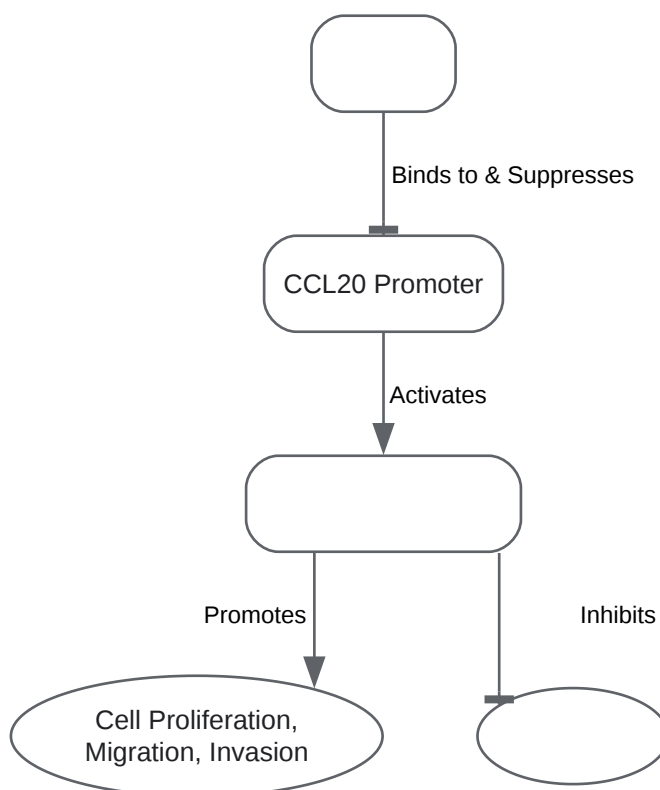 Binds to & Suppresses
CCL20 Promoter
Activates
Promotes
Inhibits
Cell Proliferation,
Migration, Invasion